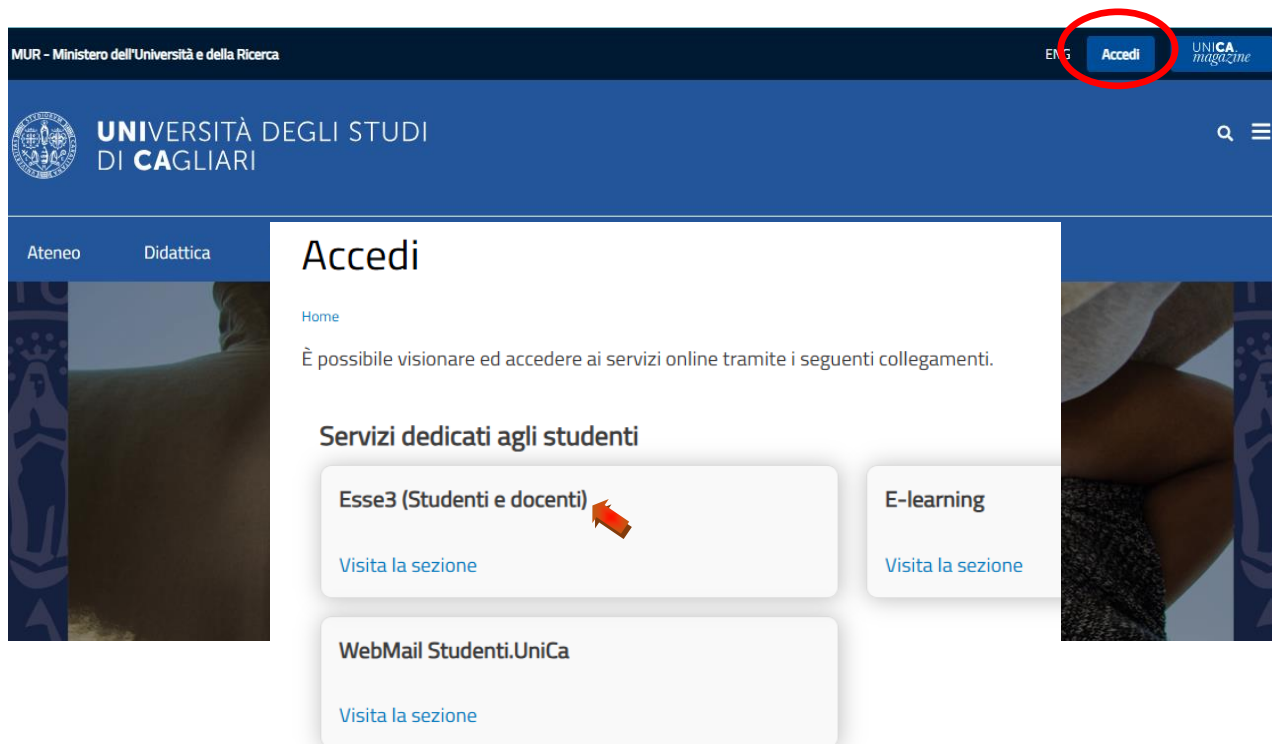 MUR - Ministero dell'Università e della Ricerca
ENG
Accedi
UNICA.
magazine
UNIVERSITÀ DEGLI STUDI
DI CAGLIARI
Ateneo
Didattica
Accedi
Home
È possibile visionare ed accedere ai servizi online tramite i seguenti collegamenti.
Servizi dedicati agli studenti
Esse3 (Studenti e docenti)
E-learning
Visita la sezione
Visita la sezione
WebMail Studenti.UniCa
Visita la sezione